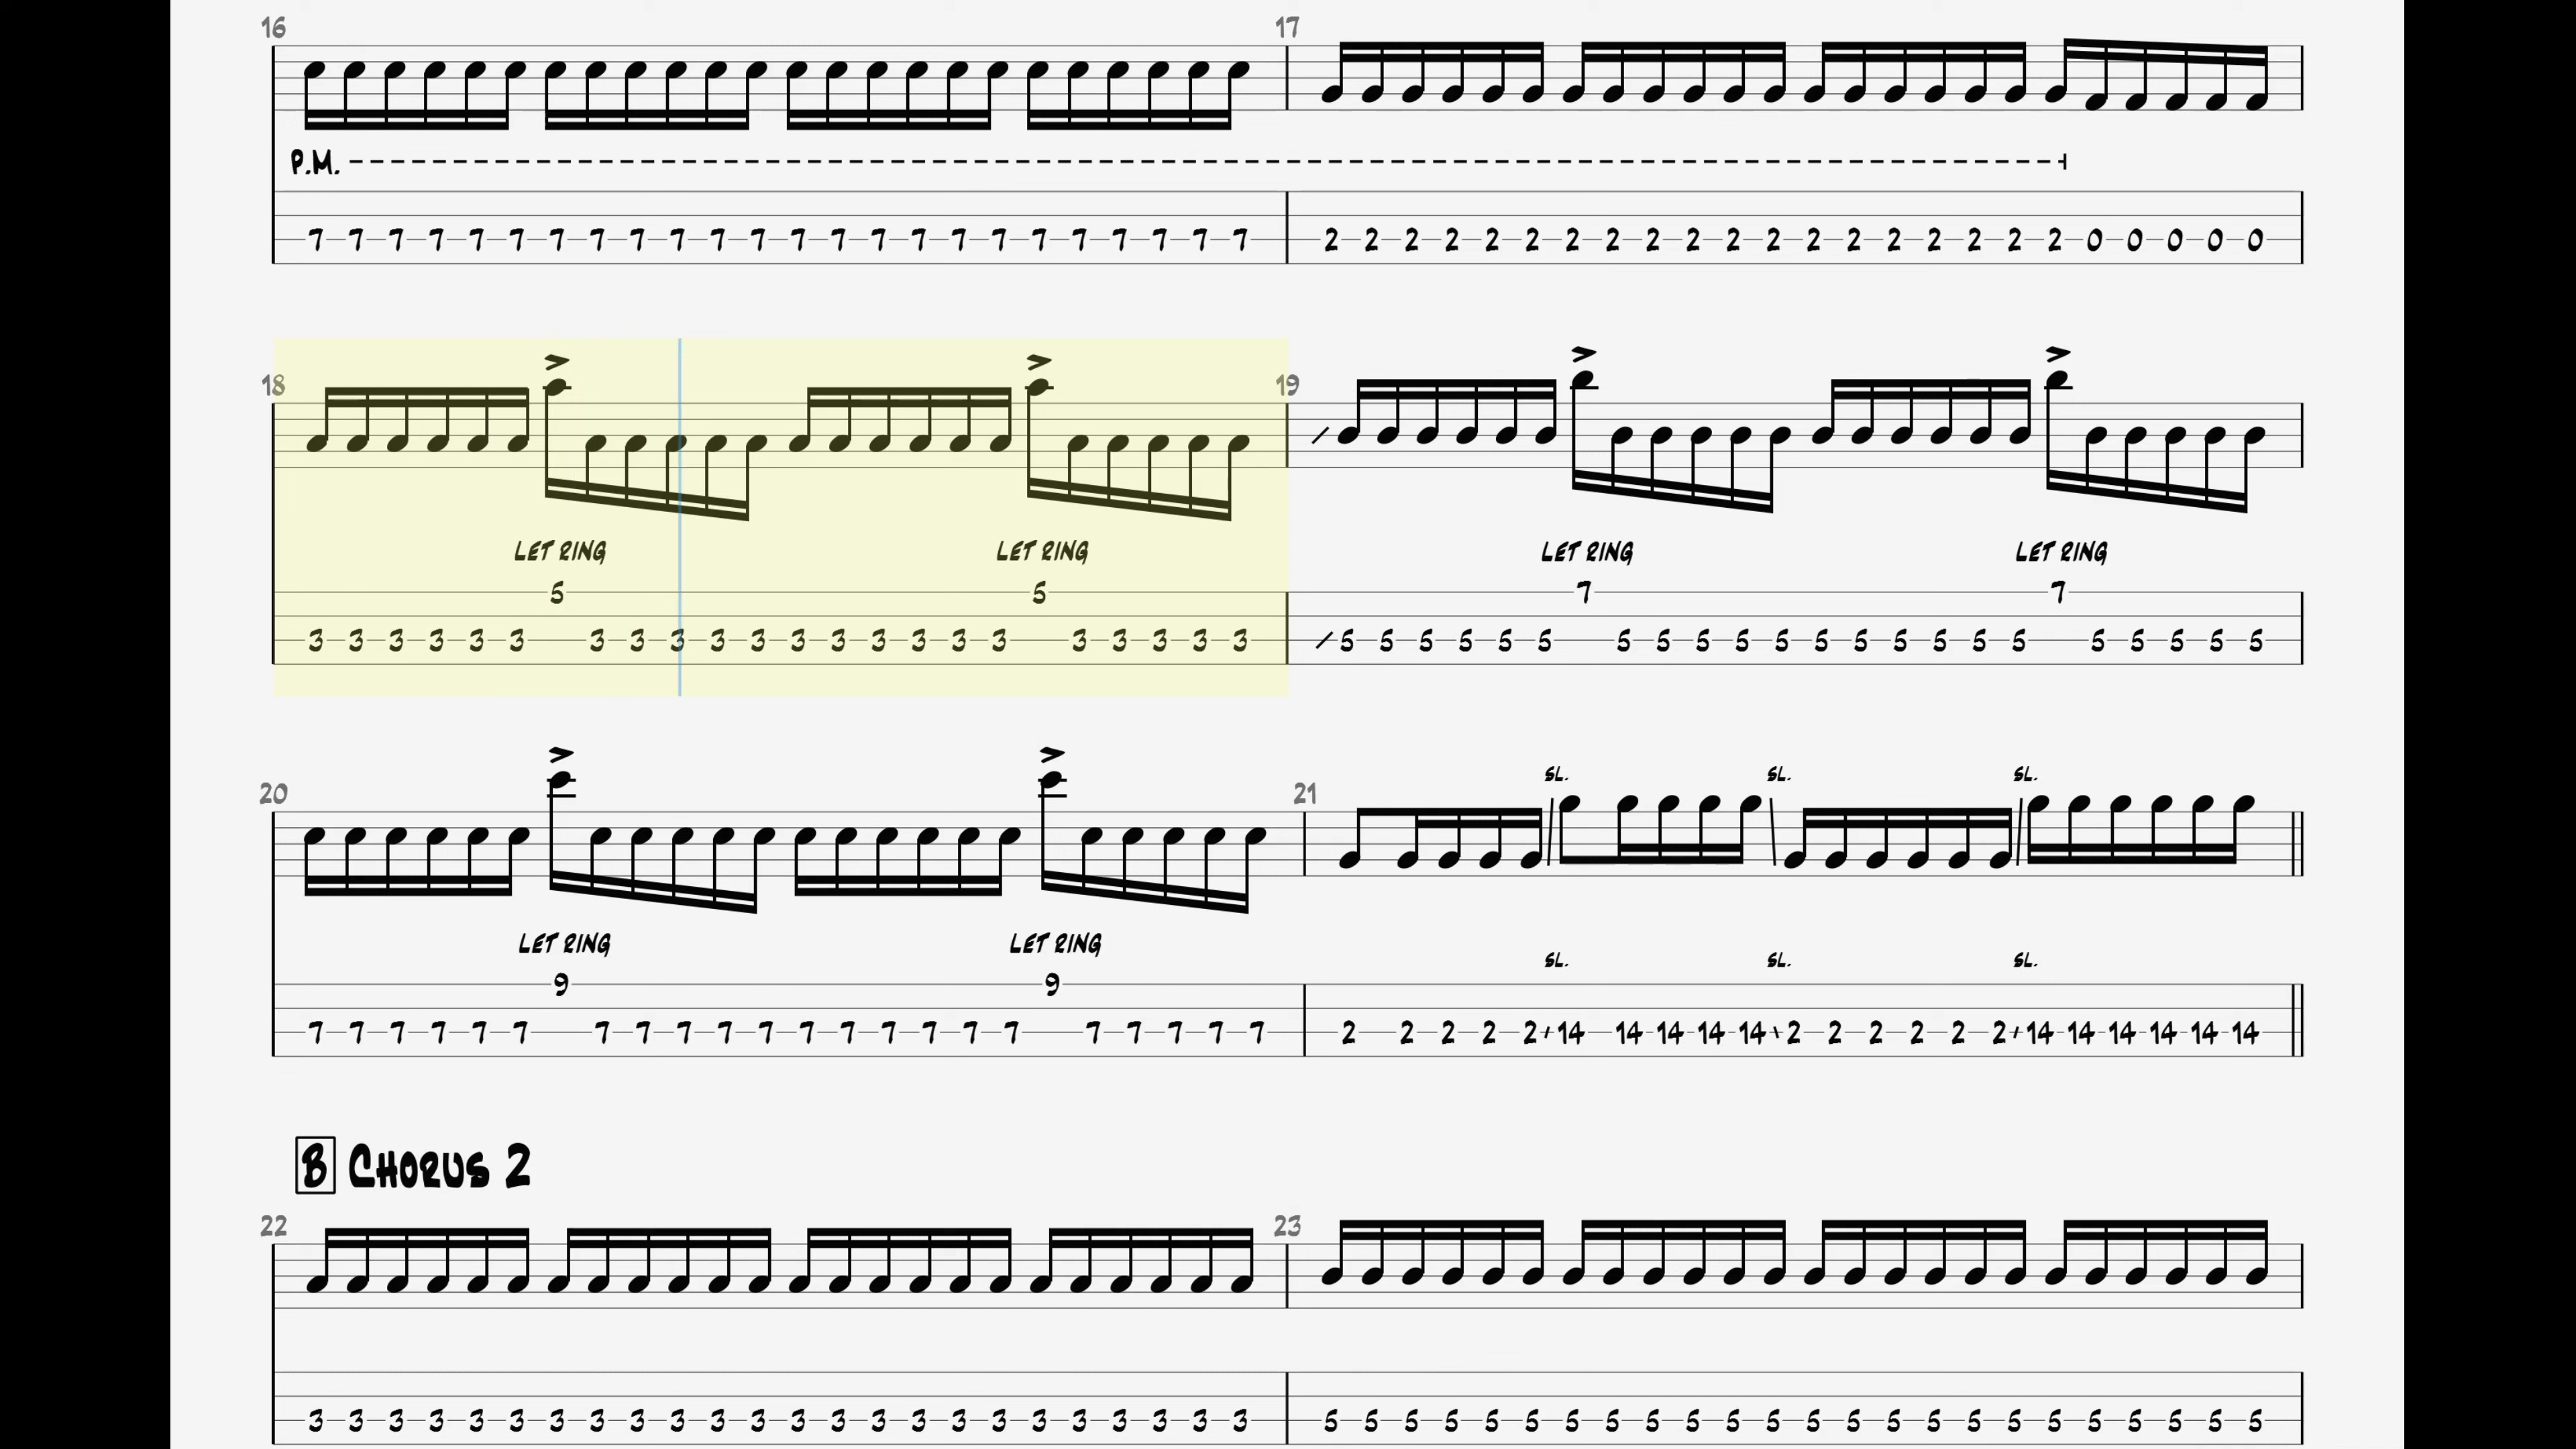 16 17
P.M.
7 7 7 7 7 7 7 7 7 7 7 7 7 7 7 7 7 7 7 7 7 7 7 7 2 2 2 2 2 2 2 2 2 2 2 2 2 2 2 2 2 2 2 0 0 0 0 0
18 19
LET RING LET RING LET RING LET RING
5 5 7 7
3 3 3 3 3 3 3 3 3 3 3 3 3 3 3 3 3 3 3 3 3 3 5 5 5 5 5 5 5 5 5 5 5 5 5 5 5 5 5 5 5 5 5 5
SL. SL. SL.
20 21
LET RING LET RING
SL. SL. SL.
9 9
7 7 7 7 7 7 7 7 7 7 7 7 7 7 7 7 7 7 7 7 7 7 2 2 2 2 2 14 14 14 14 14 2 2 2 2 2 2 14 14 14 14 14 14
B CHORUS 2
22 23
3 3 3 3 3 3 3 3 3 3 3 3 3 3 3 3 3 3 3 3 3 3 3 3 5 5 5 5 5 5 5 5 5 5 5 5 5 5 5 5 5 5 5 5 5 5 5 5